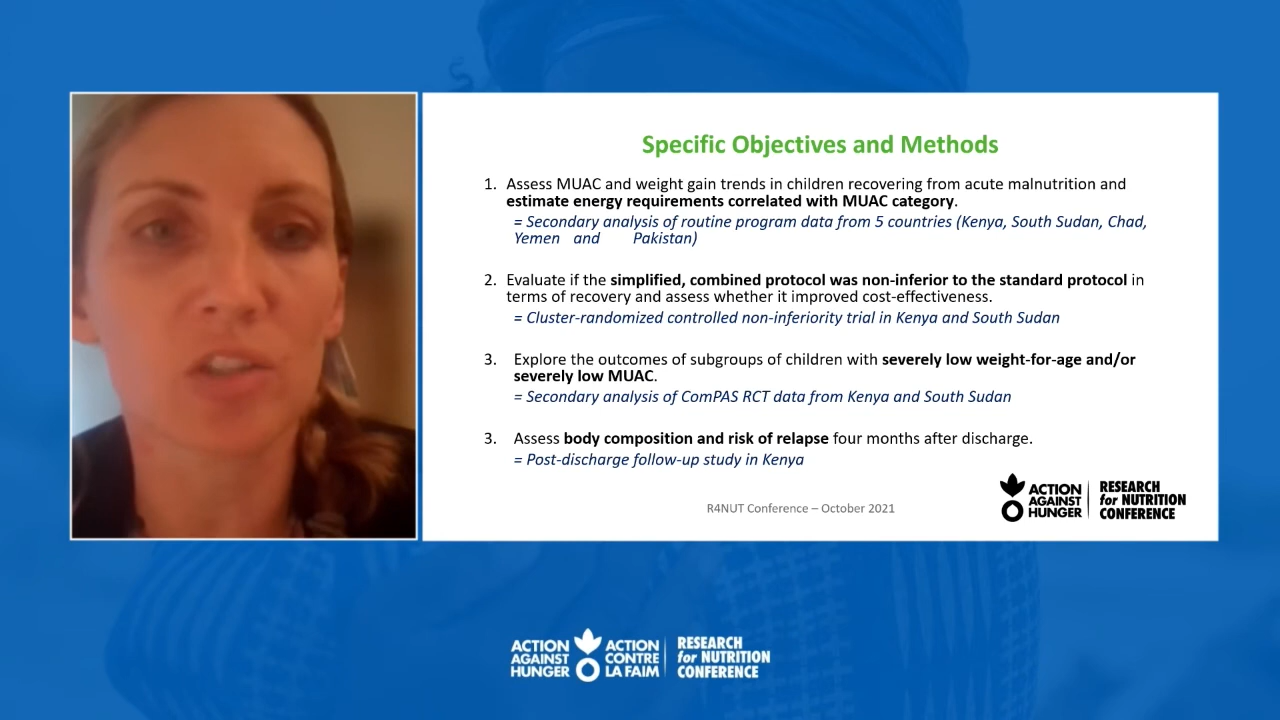 Specific Objectives and Methods
1. Assess MUAC and weight gain trends in children recovering from acute malnutrition and
estimate energy requirements correlated with MUAC category.
= Secondary analysis of routine program data from 5 countries (Kenya, South Sudan, Chad,
Yemen and Pakistan)
2. Evaluate if the simplified, combined protocol was non-inferior to the standard protocol in
terms of recovery and assess whether it improved cost-effectiveness.
= Cluster-randomized controlled non-inferiority trial in Kenya and South Sudan
3. Explore the outcomes of subgroups of children with severely low weight-for-age and/or
severely low MUAC.
= Secondary analysis of ComPAS RCT data from Kenya and South Sudan
3. Assess body composition and risk of relapse four months after discharge.
= Post-discharge follow-up study in Kenya
R4NUT Conference – October 2021
ACTION
AGAINST
HUNGER
RESEARCH
for NUTRITION
CONFERENCE
ACTION
AGAINST
HUNGER
ACTION
CONTRE
LA FAIM
RESEARCH
for NUTRITION
CONFERENCE